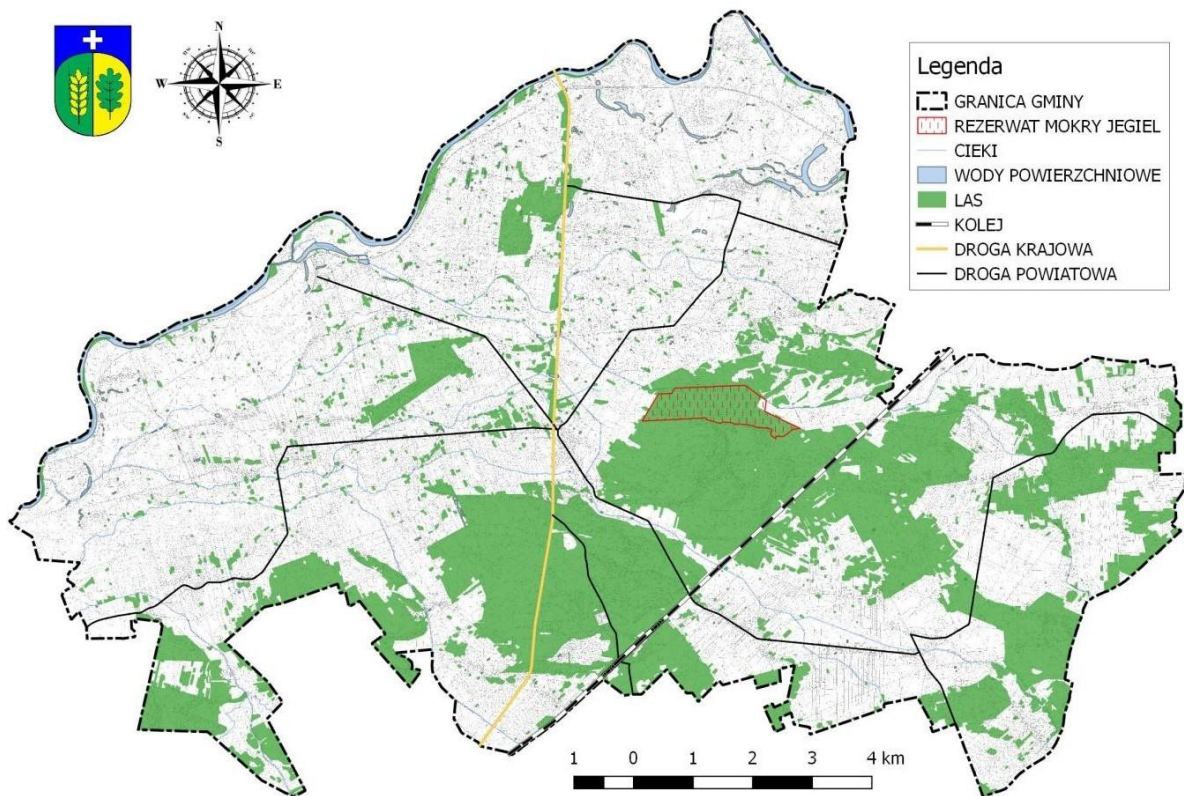 N
W E
S
Legenda
GRANICA GMINY
REZERWAT MOKRY JEGIEL
CIEKI
WODY POWIERZCHNIOWE
LAS
KOLEJ
DROGA KRAJOWA
DROGA POWIATOWA
1 0 1 2 3 4 km